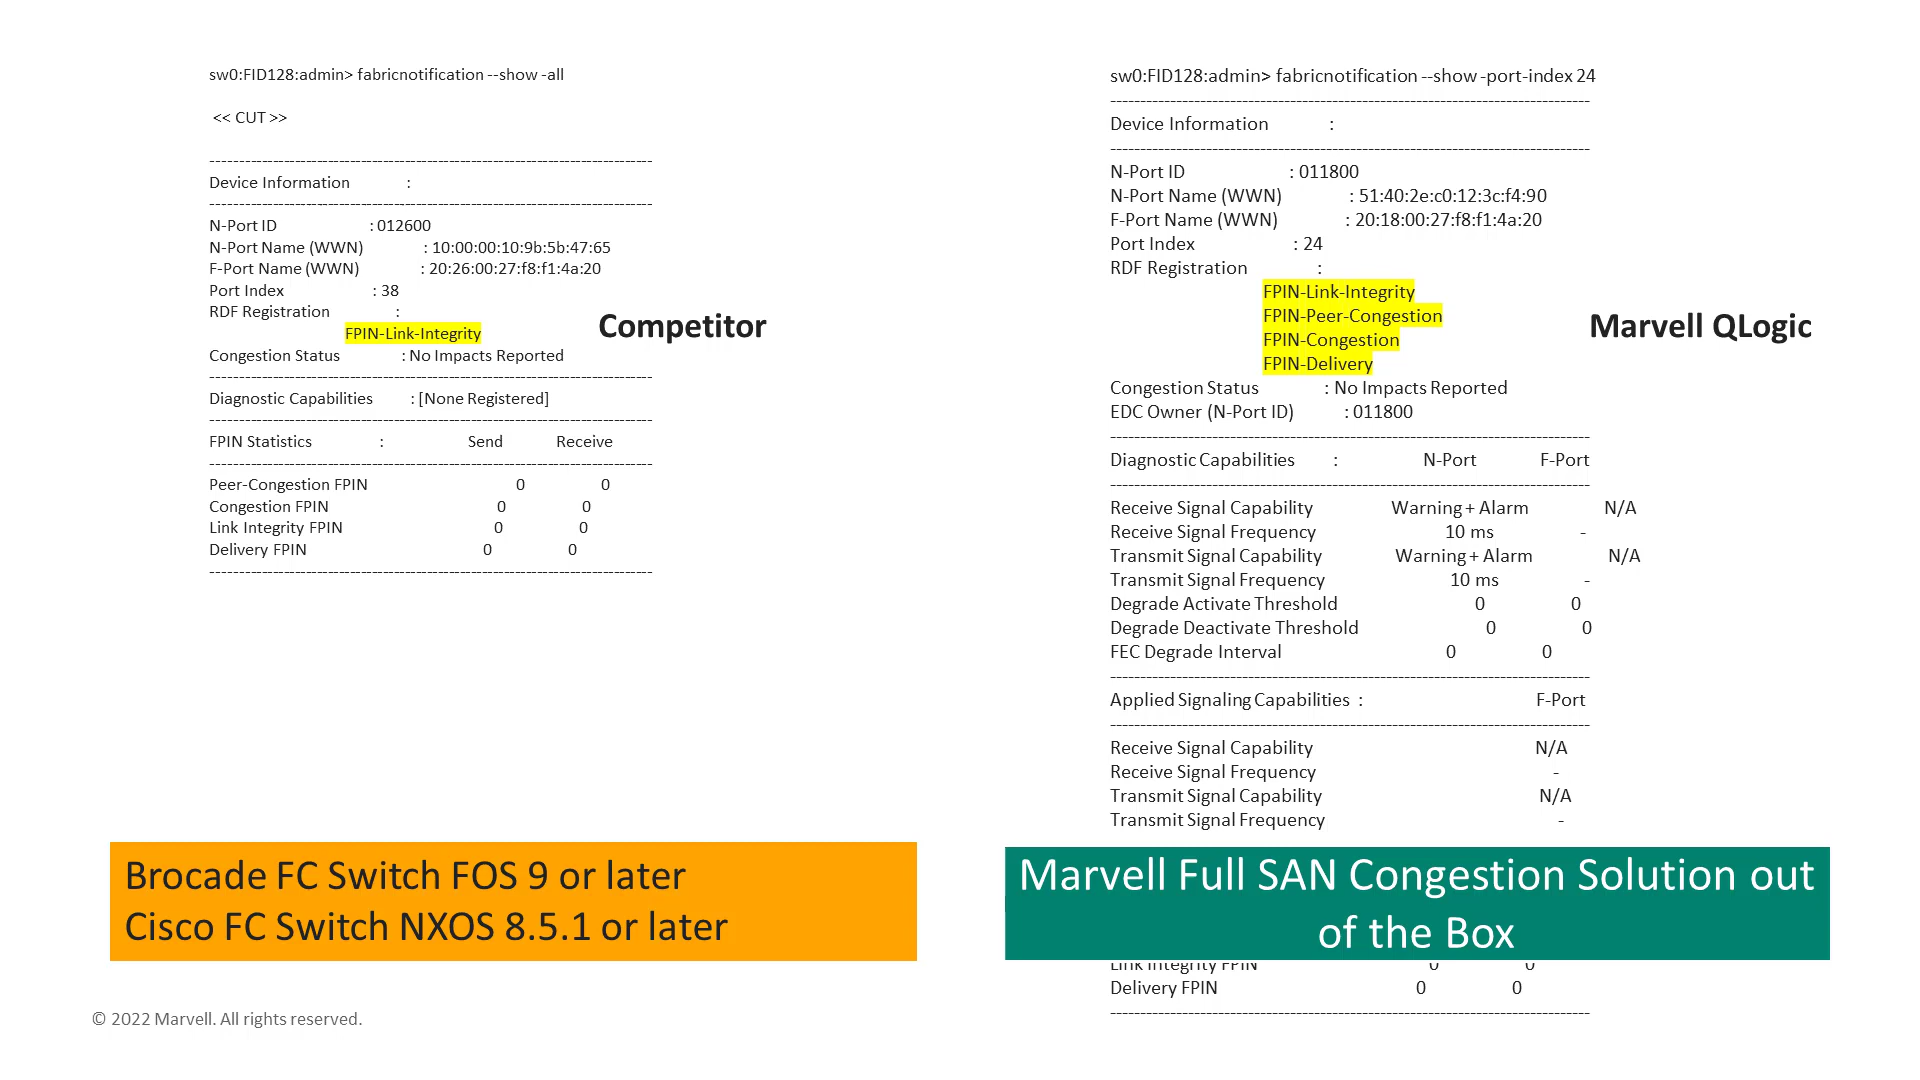 sw0:FID128:admin> fabricnotification --show -all
<< CUT >>
--------------------------------------------------------------------------------
Device Information :
--------------------------------------------------------------------------------
N-Port ID : 012600
N-Port Name (WWN) : 10:00:00:10:9b:5b:47:65
F-Port Name (WWN) : 20:26:00:27:f8:f1:4a:20
Port Index : 38
RDF Registration :
FPIN-Link-Integrity
Congestion Status : No Impacts Reported
--------------------------------------------------------------------------------
Diagnostic Capabilities : [None Registered]
--------------------------------------------------------------------------------
FPIN Statistics : Send Receive
--------------------------------------------------------------------------------
Peer-Congestion FPIN 0 0
Congestion FPIN 0 0
Link Integrity FPIN 0 0
Delivery FPIN 0 0
--------------------------------------------------------------------------------
Competitor
Brocade FC Switch FOS 9 or later
Cisco FC Switch NXOS 8.5.1 or later
sw0:FID128:admin> fabricnotification --show -port-index 24
--------------------------------------------------------------------------------
Device Information :
--------------------------------------------------------------------------------
N-Port ID : 011800
N-Port Name (WWN) : 51:40:2e:c0:12:3c:f4:90
F-Port Name (WWN) : 20:18:00:27:f8:f1:4a:20
Port Index : 24
RDF Registration :
FPIN-Link-Integrity
FPIN-Peer-Congestion
FPIN-Congestion
FPIN-Delivery
Congestion Status : No Impacts Reported
EDC Owner (N-Port ID) : 011800
--------------------------------------------------------------------------------
Diagnostic Capabilities : N-Port F-Port
--------------------------------------------------------------------------------
Receive Signal Capability Warning + Alarm N/A
Receive Signal Frequency 10 ms -
Transmit Signal Capability Warning + Alarm N/A
Transmit Signal Frequency 10 ms -
Degrade Activate Threshold 0 0
Degrade Deactivate Threshold 0 0
FEC Degrade Interval 0 0
--------------------------------------------------------------------------------
Applied Signaling Capabilities : F-Port
--------------------------------------------------------------------------------
Receive Signal Capability N/A
Receive Signal Frequency -
Transmit Signal Capability N/A
Transmit Signal Frequency -
Marvell QLogic
Marvell Full SAN Congestion Solution out
of the Box
Link Integrity FPIN 0 0
Delivery FPIN 0 0
--------------------------------------------------------------------------------
© 2022 Marvell. All rights reserved.